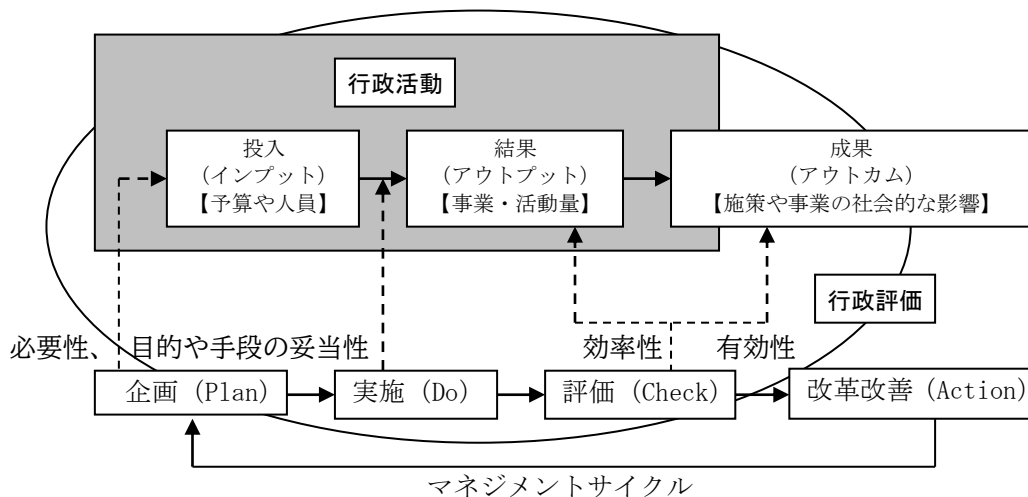 行政活動
投入
(インプット)
【予算や人員】
結果
(アウトプット)
【事業・活動量】
成果
(アウトカム)
【施策や事業の社会的な影響】
行政評価
必要性、 目的や手段の妥当性
効率性
有効性
企画 (Plan)
実施 (Do)
評価 (Check)
改革改善 (Action)
マネジメントサイクル